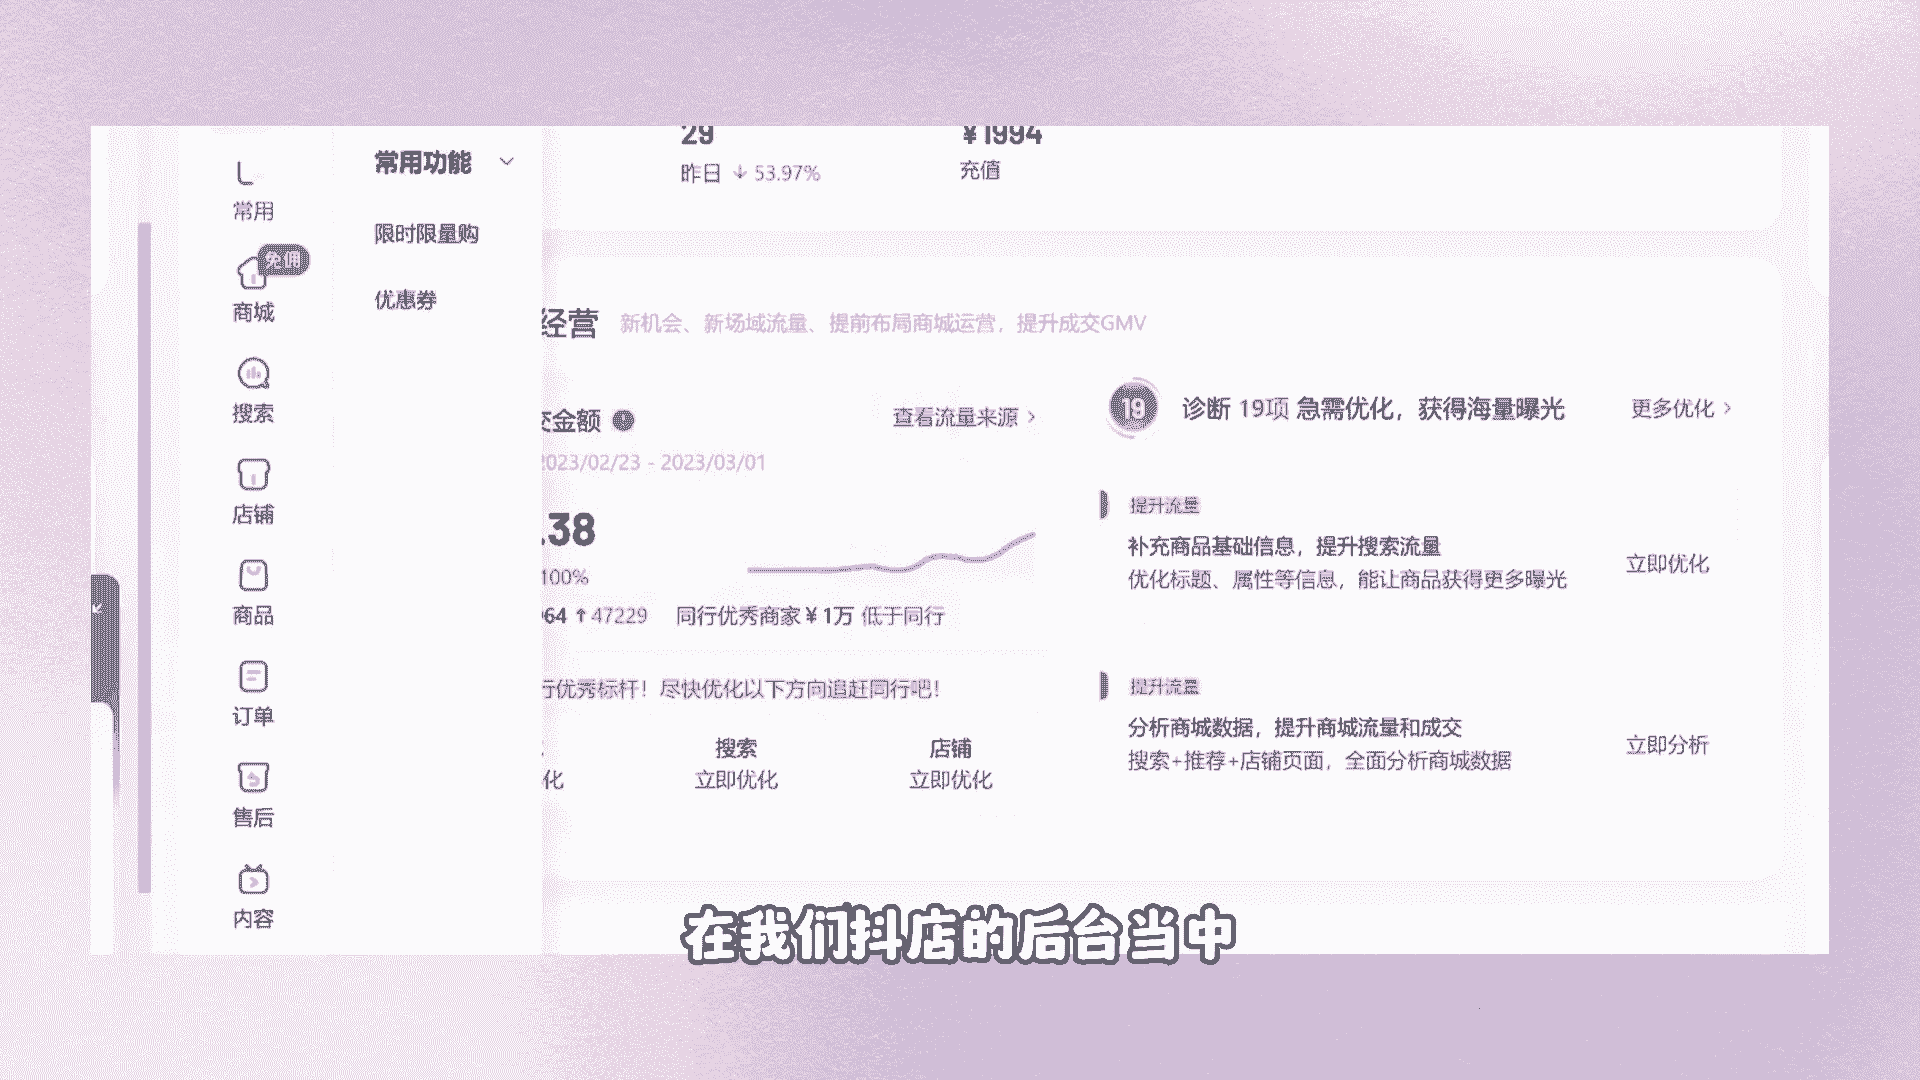 常用
免佣
商城
搜索
店铺
商品
订单
售后
内容
常用功能
限时限量购
优惠券
29
昨日 ↓ 53.97%
¥1994
充值
经营 新机会、新场域流量、提前布局商城运营，提升成交GMV
交金额
查看流量来源 >
2023/02/23 - 2023/03/01
.38
100%
964 ↑47229 同行优秀商家¥1万 低于同行
行优秀标杆！尽快优化以下方向追赶同行吧！
化
搜索
立即优化
店铺
立即优化
19 诊断 19项 急需优化，获得海量曝光
更多优化 >
提升流量
补充商品基础信息，提升搜索流量
优化标题、属性等信息，能让商品获得更多曝光
立即优化
提升流量
分析商城数据，提升商城流量和成交
搜索+推荐+店铺页面，全面分析商城数据
立即分析
在我们抖店的后台当中